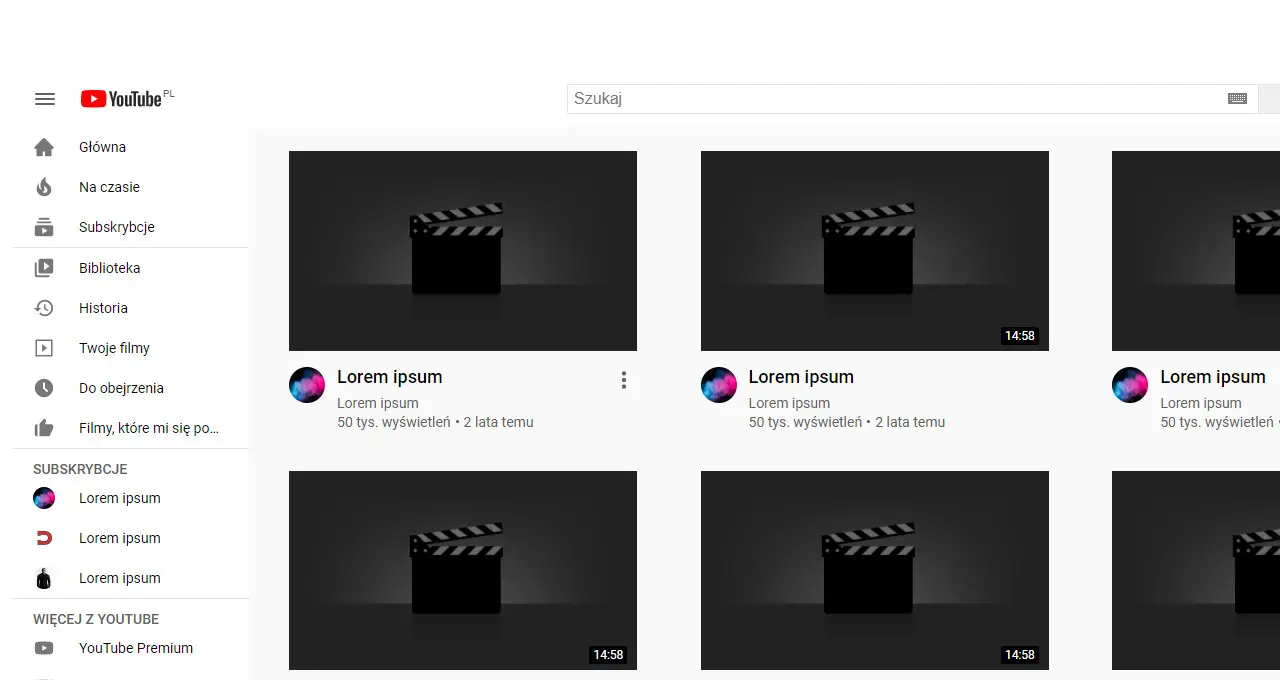 YouTube PL
Szukaj
Główna
Na czasie
Subskrybcje
Biblioteka
Historia
Twoje filmy
Do obejrzenia
Filmy, które mi się po...
SUBSKRYBCJE
Lorem ipsum
Lorem ipsum
Lorem ipsum
WIĘCEJ Z YOUTUBE
YouTube Premium
14:58
Lorem ipsum
Lorem ipsum
50 tys. wyświetleń • 2 lata temu
Lorem ipsum
Lorem ipsum
50 tys. wyświetleń • 2 lata temu
Lorem ipsum
Lorem ipsum
50 tys. wyświetleń •
14:58
14:58